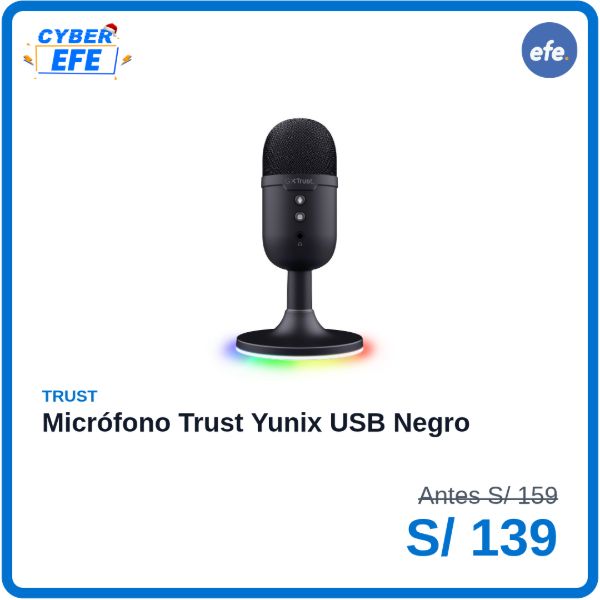 CYBER
EFE
efe.
Trust
TRUST
Micrófono Trust Yunix USB Negro
Antes S/ 159
S/ 139